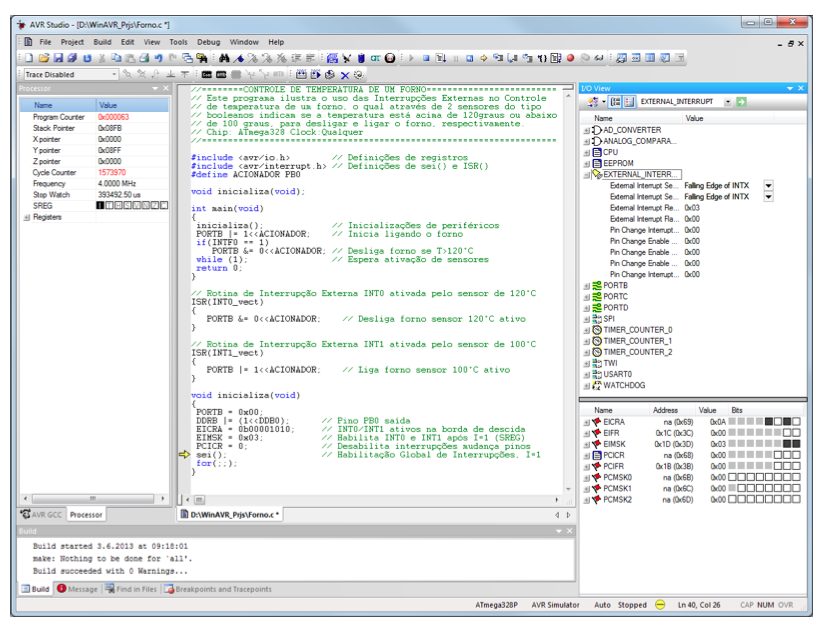 AVR Studio - [D:\WinAVR_Prjs\Forno.c *]
File Project Build Edit View Tools Debug Window Help
Trace Disabled
Processor
Name Value
Program Counter 0x000063
Stack Pointer 0x08FB
X pointer 0x0000
Y pointer 0x08FF
Z pointer 0x0000
Cycle Counter 1573970
Frequency 4.0000 MHz
Stop Watch 393492.50 us
SREG I T H S V N Z C
Registers
AVR GCC Processor
//=======CONTROLE DE TEMPERATURA DE UM FORNO===================
// Este programa ilustra o uso das Interrupções Externas no Controle
// de temperatura de um forno, o qual através de 2 sensores do tipo
// booleanos indicam se a temperatura está acima de 120graus ou abaixo
// de 100 graus, para desligar e ligar o forno, respectivamente.
// Chip: ATmega328 Clock:Qualquer
//=============================================================
#include <avr/io.h> // Definições de registros
#include <avr/interrupt.h> // Definições de sei() e ISR()
#define ACIONADOR PB0
void inicializa(void);
int main(void)
{
inicializa(); // Inicializações de periféricos
PORTB |= 1<<ACIONADOR; // Inicia ligando o forno
if(INTF0 == 1)
PORTB &= 0<<ACIONADOR; // Desliga forno se T>120°C
while (1); // Espera ativação de sensores
return 0;
}
// Rotina de Interrupção Externa INT0 ativada pelo sensor de 120°C
ISR(INT0_vect)
{
PORTB &= 0<<ACIONADOR; // Desliga forno sensor 120°C ativo
}
// Rotina de Interrupção Externa INT1 ativada pelo sensor de 100°C
ISR(INT1_vect)
{
PORTB |= 1<<ACIONADOR; // Liga forno sensor 100°C ativo
}
void inicializa(void)
{
PORTB = 0x00;
DDRB |= (1<<DDB0); // Pino PB0 saída
EICRA = 0b00001010; // INT0/INT1 ativos na borda de descida
EIMSK = 0x03; // Habilita INT0 e INT1 após I=1 (SREG)
PCICR = 0; // Desabilita interrupções mudança pinos
sei(); // Habilitação Global de Interrupções, I=1
for(;;);
}
D:\WinAVR_Prjs\Forno.c *
I/O View
EXTERNAL_INTERRUPT
Name Value
AD_CONVERTER
ANALOG_COMPARA...
CPU
EEPROM
EXTERNAL_INTERR...
External Interrupt Se... Falling Edge of INTX
External Interrupt Se... Falling Edge of INTX
External Interrupt Re... 0x03
External Interrupt Fla... 0x00
Pin Change Interrupt... 0x00
Pin Change Enable ... 0x00
Pin Change Enable ... 0x00
Pin Change Enable ... 0x00
Pin Change Interrupt... 0x00
PORTB
PORTC
PORTD
SPI
TIMER_COUNTER_0
TIMER_COUNTER_1
TIMER_COUNTER_2
TWI
USART0
WATCHDOG
Name Address Value Bits
EICRA na (0x69) 0x0A
EIFR 0x1C (0x3C) 0x00
EIMSK 0x1D (0x3D) 0x03
PCICR na (0x68) 0x00
PCIFR 0x1B (0x3B) 0x00
PCMSK0 na (0x6B) 0x00
PCMSK1 na (0x6C) 0x00
PCMSK2 na (0x6D) 0x00
Build
Build started 3.6.2013 at 09:18:01
make: Nothing to be done for 'all'.
Build succeeded with 0 Warnings...
Build Message Find in Files Breakpoints and Tracepoints
ATmega328P AVR Simulator Auto Stopped Ln 40, Col 26 CAP NUM OVR